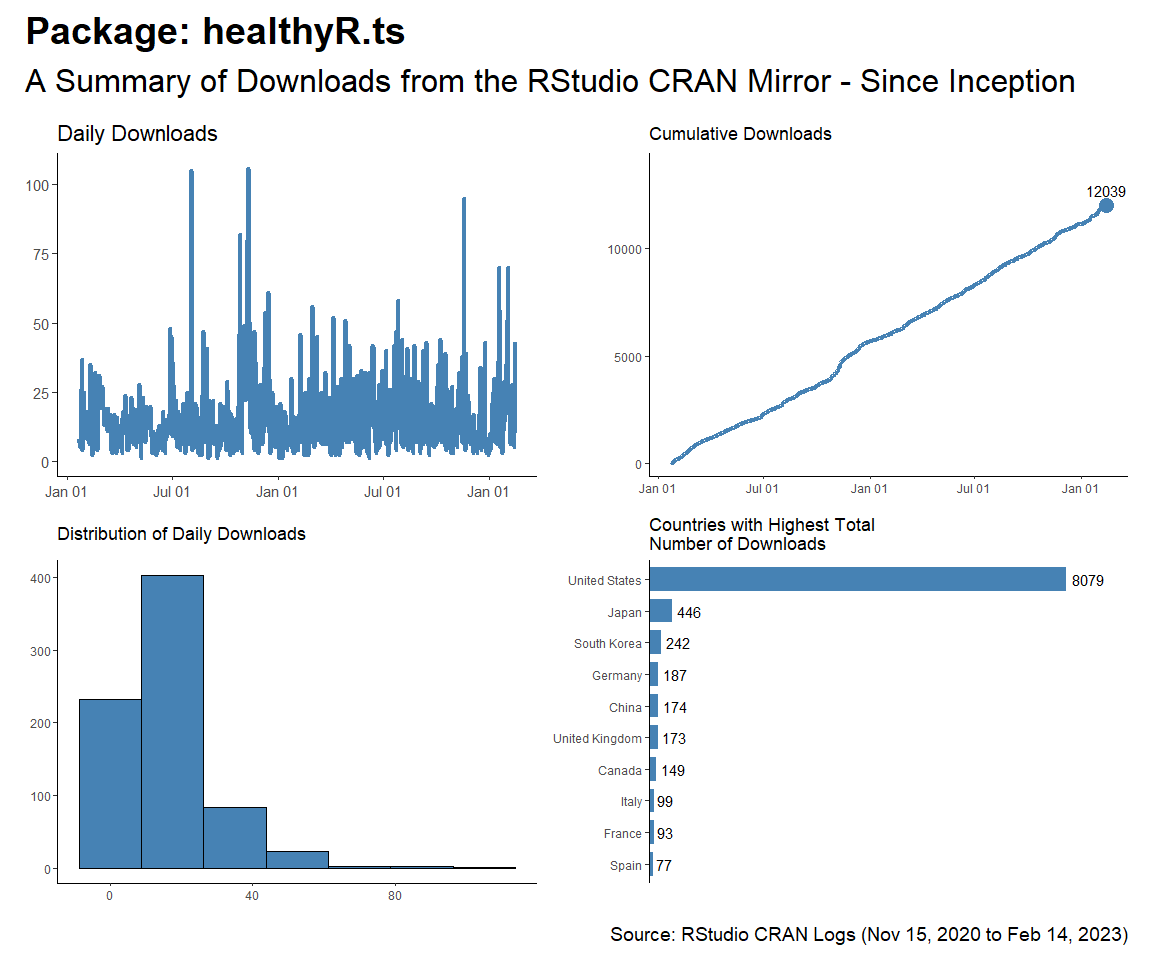 Package: healthyR.ts
A Summary of Downloads from the RStudio CRAN Mirror - Since Inception
Daily Downloads
100
75
50
25
0
Jan 01 Jul 01 Jan 01 Jul 01 Jan 01
Cumulative Downloads
12039
10000
5000
0
Jan 01 Jul 01 Jan 01 Jul 01 Jan 01
Distribution of Daily Downloads
400
300
200
100
0
0 40 80
Countries with Highest Total
Number of Downloads
United States 8079
Japan 446
South Korea 242
Germany 187
China 174
United Kingdom 173
Canada 149
Italy 99
France 93
Spain 77
Source: RStudio CRAN Logs (Nov 15, 2020 to Feb 14, 2023)